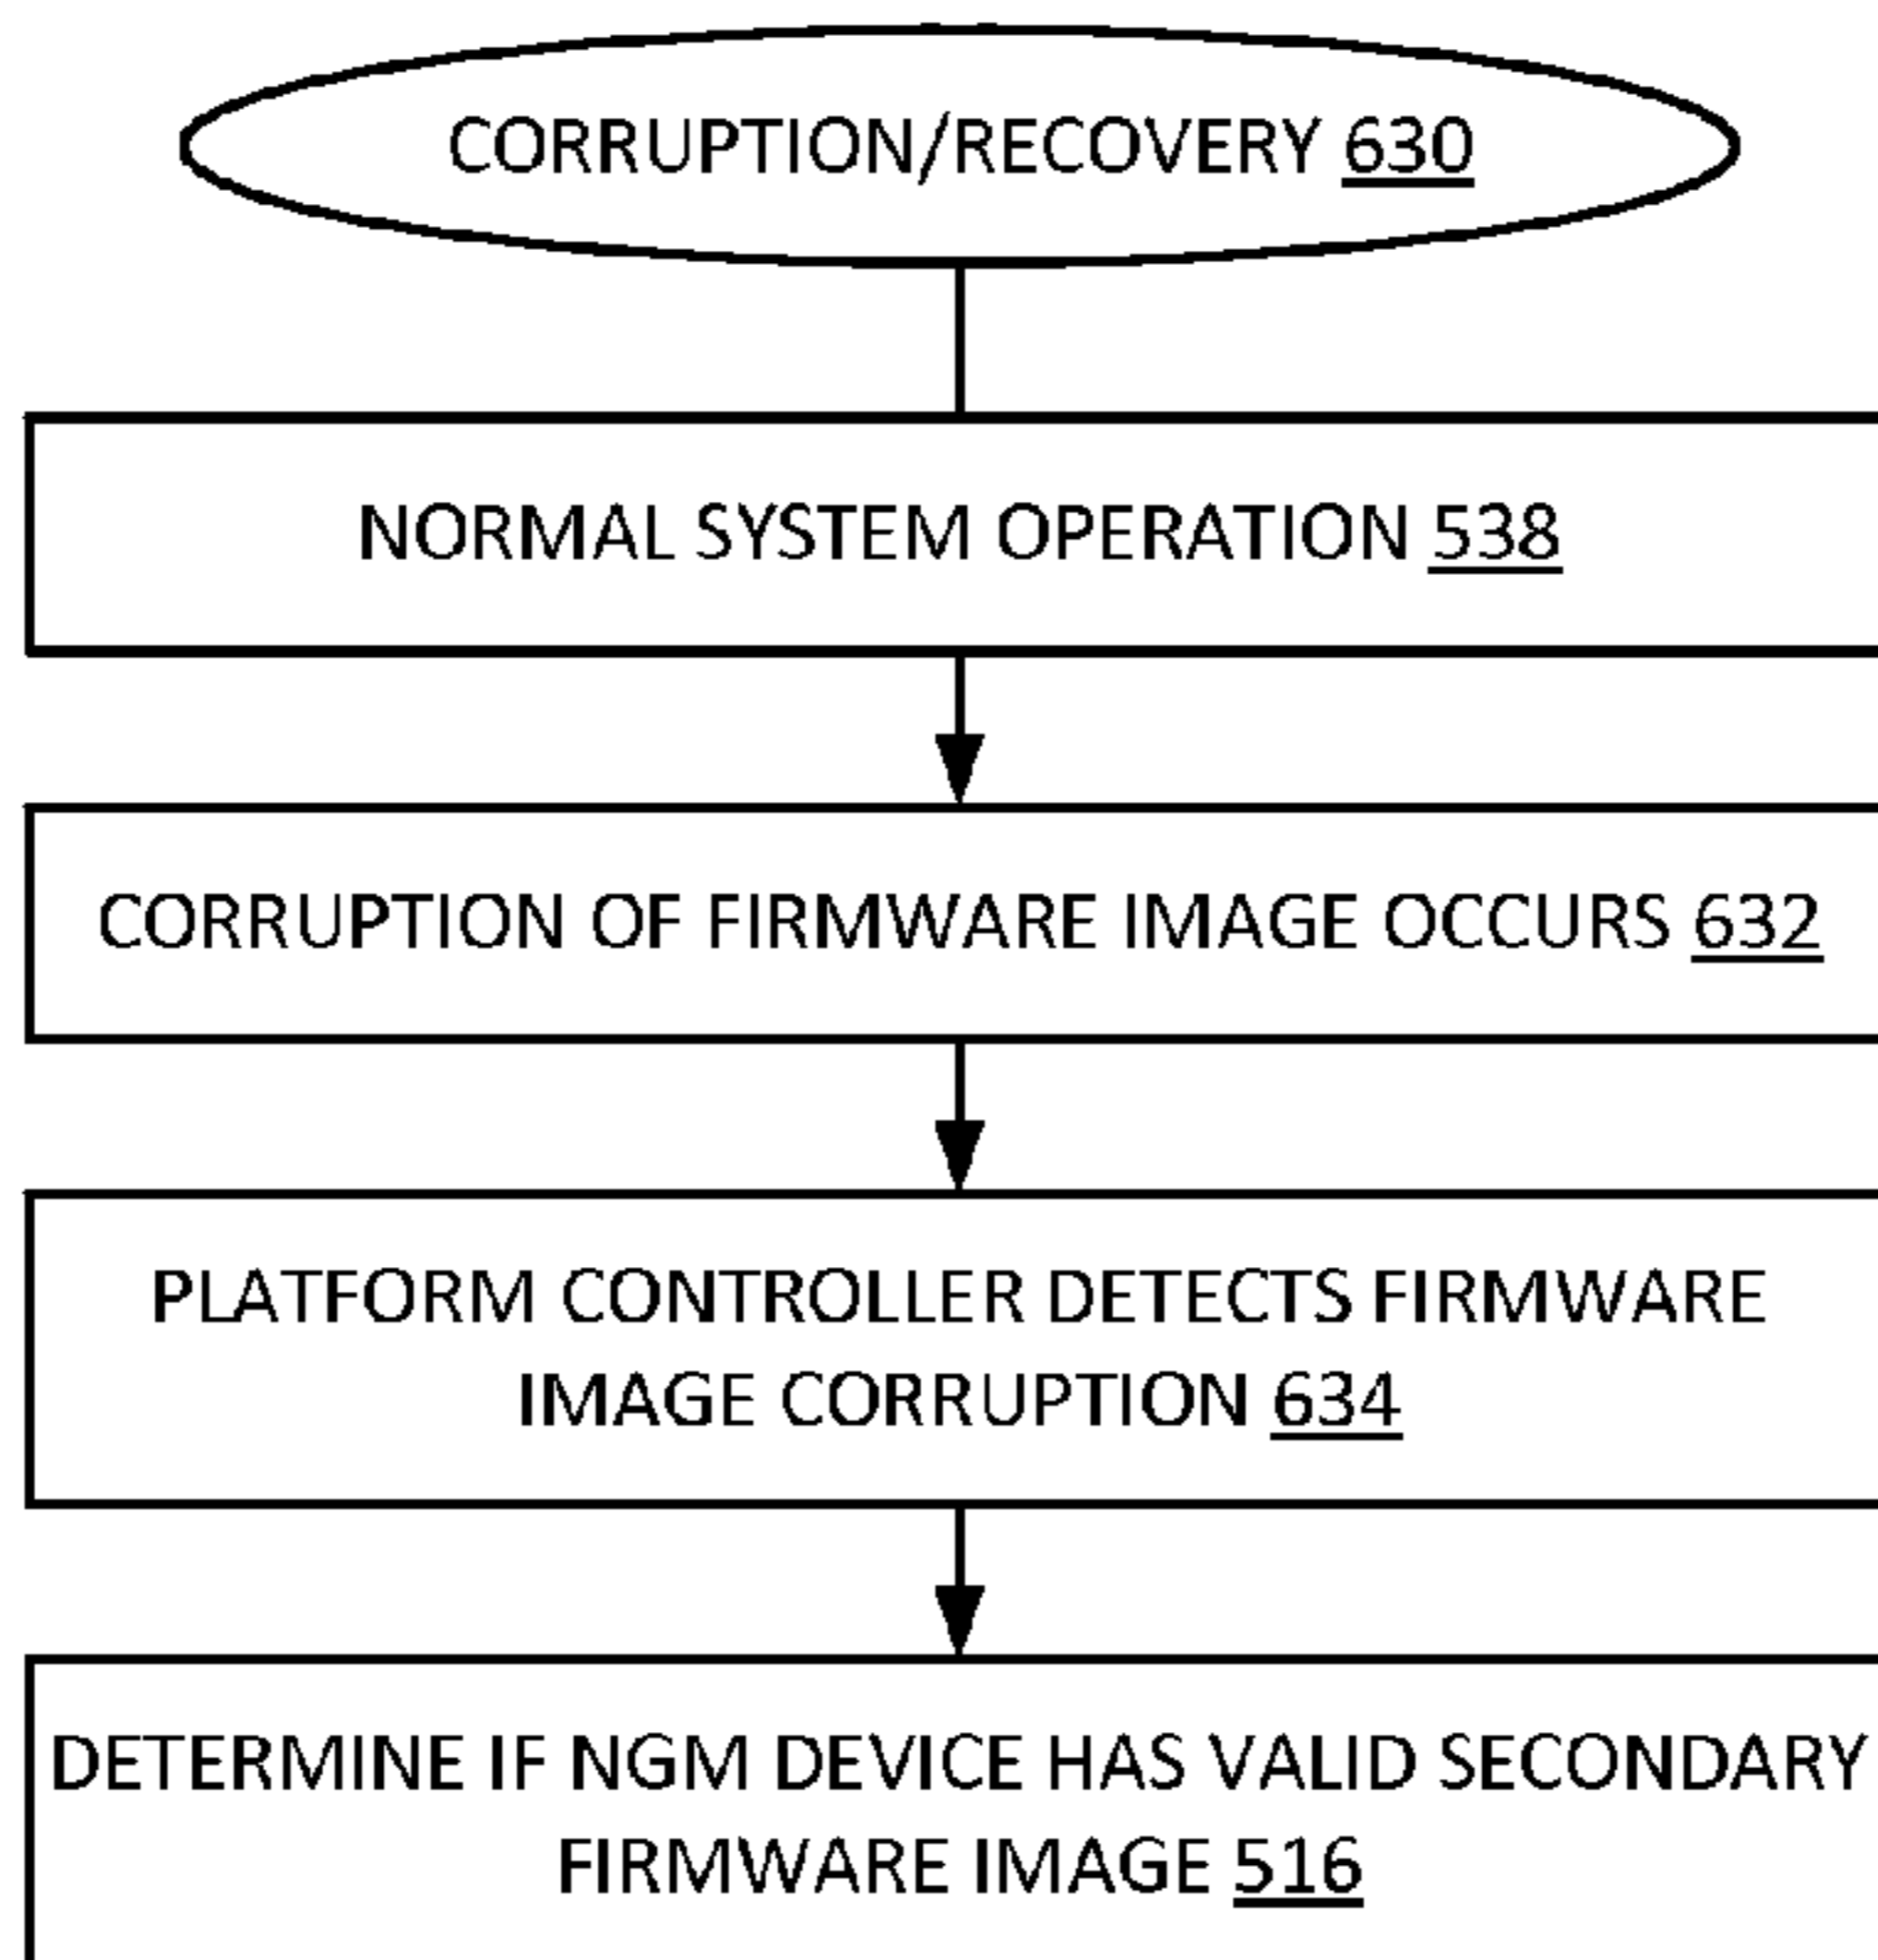 CORRUPTION/RECOVERY 630
NORMAL SYSTEM OPERATION 538
CORRUPTION OF FIRMWARE IMAGE OCCURS 632
PLATFORM CONTROLLER DETECTS FIRMWARE
IMAGE CORRUPTION 634
DETERMINE IF NGM DEVICE HAS VALID SECONDARY
FIRMWARE IMAGE 516